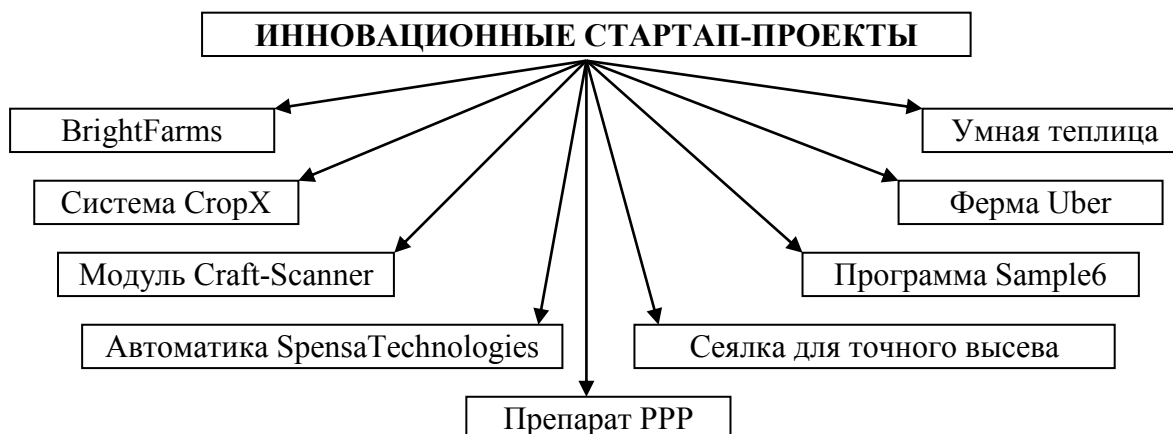 ИННОВАЦИОННЫЕ СТАРТАП-ПРОЕКТЫ
BrightFarms
Умная теплица
Система CropX
Ферма Uber
Модуль Craft-Scanner
Программа Sample6
Автоматика SpensaTechnologies
Сеялка для точного высева
Препарат PPP